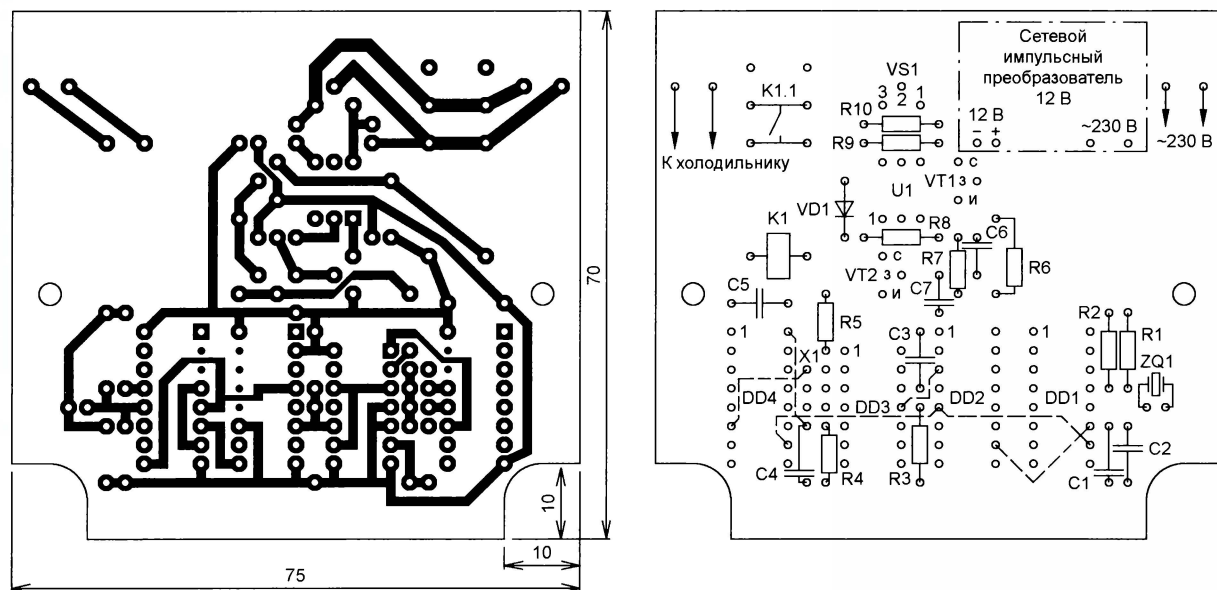 70
10
10
75
Сетевой
импульсный
преобразователь
12 В
VS1
3 2 1
K1.1
R10
R9
12 В
– +
~230 В
~230 В
К холодильнику
U1
VT1
с
з
и
VD1
K1
1
R8
C6
R7
R6
VT2
с
з
и
C7
C5
R5
C3
1
1
1
1
X1
R2
R1
ZQ1
DD4
DD3
DD2
DD1
C4
R4
R3
C1
C2